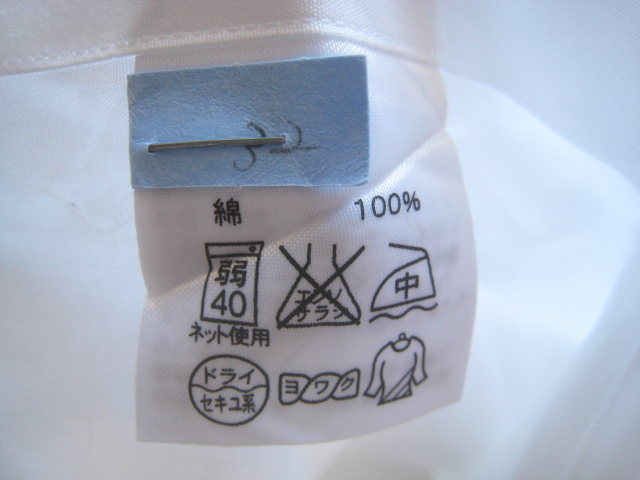 綿 100%
弱
40
ネット使用
エンソ
サラシ
中
ドライ
セキユ系
ヨワク